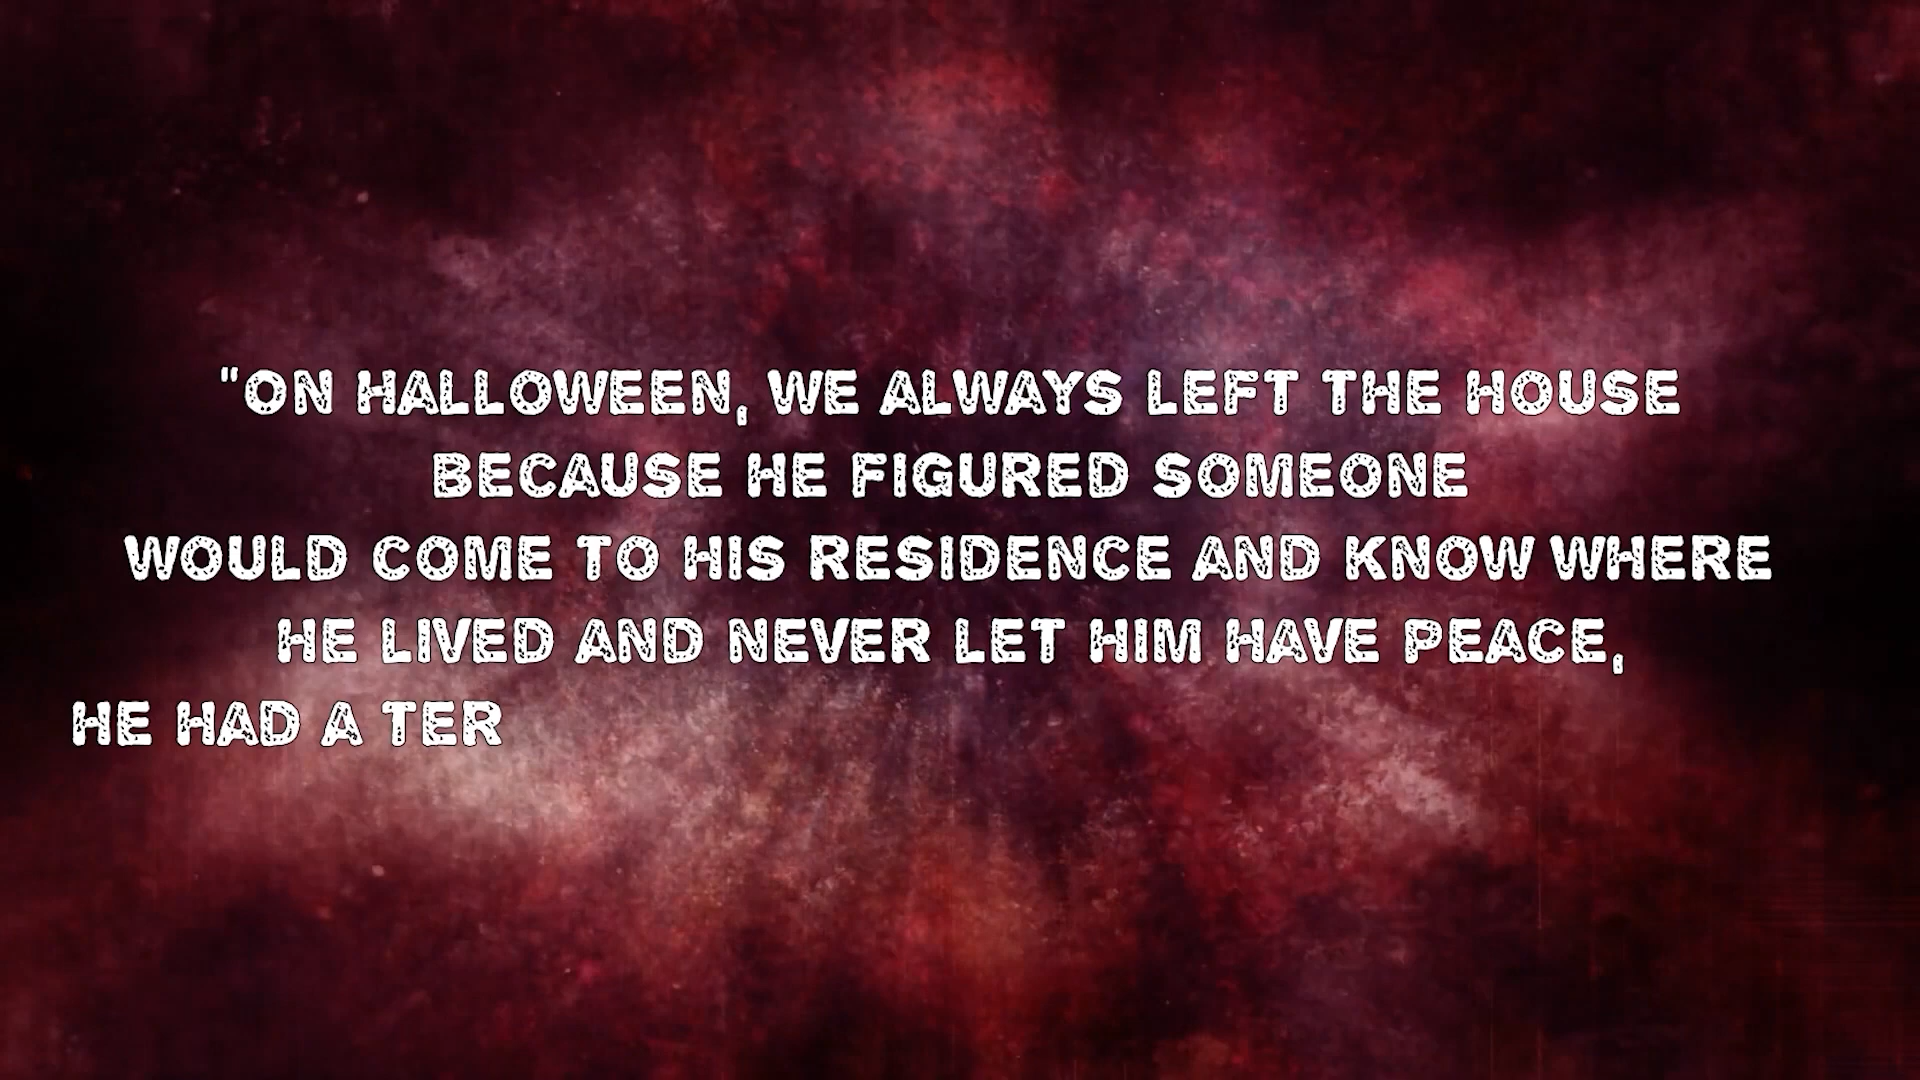 "ON HALLOWEEN, WE ALWAYS LEFT THE HOUSE
BECAUSE HE FIGURED SOMEONE
WOULD COME TO HIS RESIDENCE AND KNOW WHERE
HE LIVED AND NEVER LET HIM HAVE PEACE,
HE HAD A TER